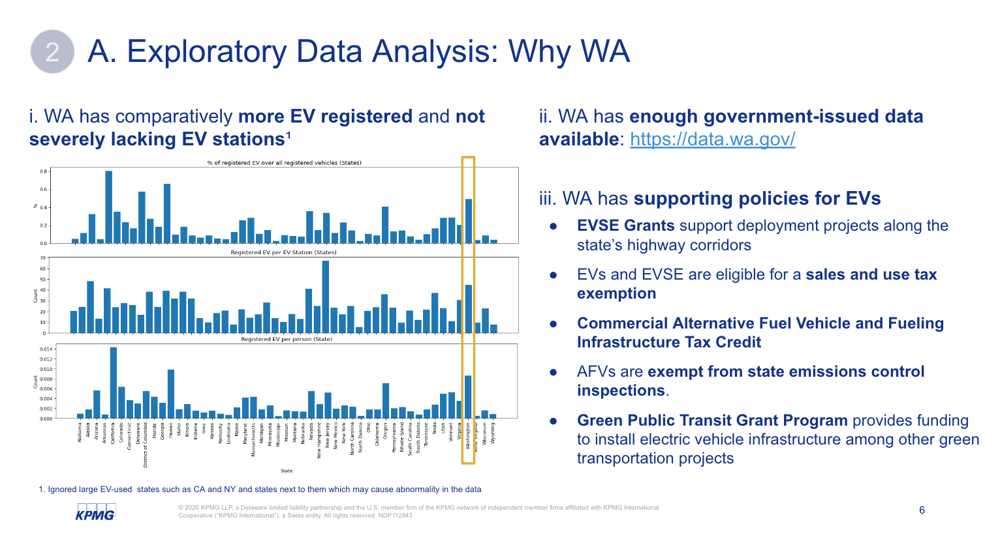 2
A. Exploratory Data Analysis: Why WA
i. WA has comparatively more EV registered and not
severely lacking EV stations¹
% of registered EV over all registered vehicles (States)
0.8
0.6
0.4
0.2
0.0
%
Registered EV per EV Station (States)
70
60
50
40
30
20
10
0
Count
Registered EV per person (State)
0.014
0.012
0.010
0.008
0.006
0.004
0.002
0.000
Count
Alabama
Alaska
Arizona
Arkansas
California
Colorado
Connecticut
Delaware
District of Columbia
Florida
Georgia
Hawaii
Idaho
Illinois
Indiana
Iowa
Kansas
Kentucky
Louisiana
Maine
Maryland
Massachusetts
Michigan
Minnesota
Mississippi
Missouri
Montana
Nebraska
Nevada
New Hampshire
New Jersey
New Mexico
New York
North Carolina
North Dakota
Ohio
Oklahoma
Oregon
Pennsylvania
Rhode Island
South Carolina
South Dakota
Tennessee
Texas
Utah
Vermont
Virginia
Washington
West Virginia
Wisconsin
Wyoming
State
1. Ignored large EV-used  states such as CA and NY and states next to them which may cause abnormality in the data
ii. WA has enough government-issued data
available: https://data.wa.gov/
iii. WA has supporting policies for EVs
● EVSE Grants support deployment projects along the
state’s highway corridors
● EVs and EVSE are eligible for a sales and use tax
exemption
● Commercial Alternative Fuel Vehicle and Fueling
Infrastructure Tax Credit
● AFVs are exempt from state emissions control
inspections.
● Green Public Transit Grant Program provides funding
to install electric vehicle infrastructure among other green
transportation projects
KPMG
© 2020 KPMG LLP, a Delaware limited liability partnership and the U.S. member firm of the KPMG network of independent member firms affiliated with KPMG International
Cooperative (“KPMG International”), a Swiss entity. All rights reserved. NDP112843
6